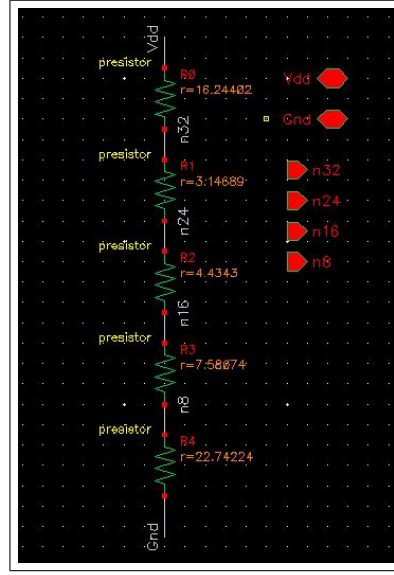 Vdd
presistor
R0
r=16.24402
n32
presistor
R1
r=3.14689
n24
presistor
R2
r=4.4343
n16
presistor
R3
r=7.58074
n8
presistor
R4
r=22.74224
Gnd
Vdd
Gnd
n32
n24
n16
n8